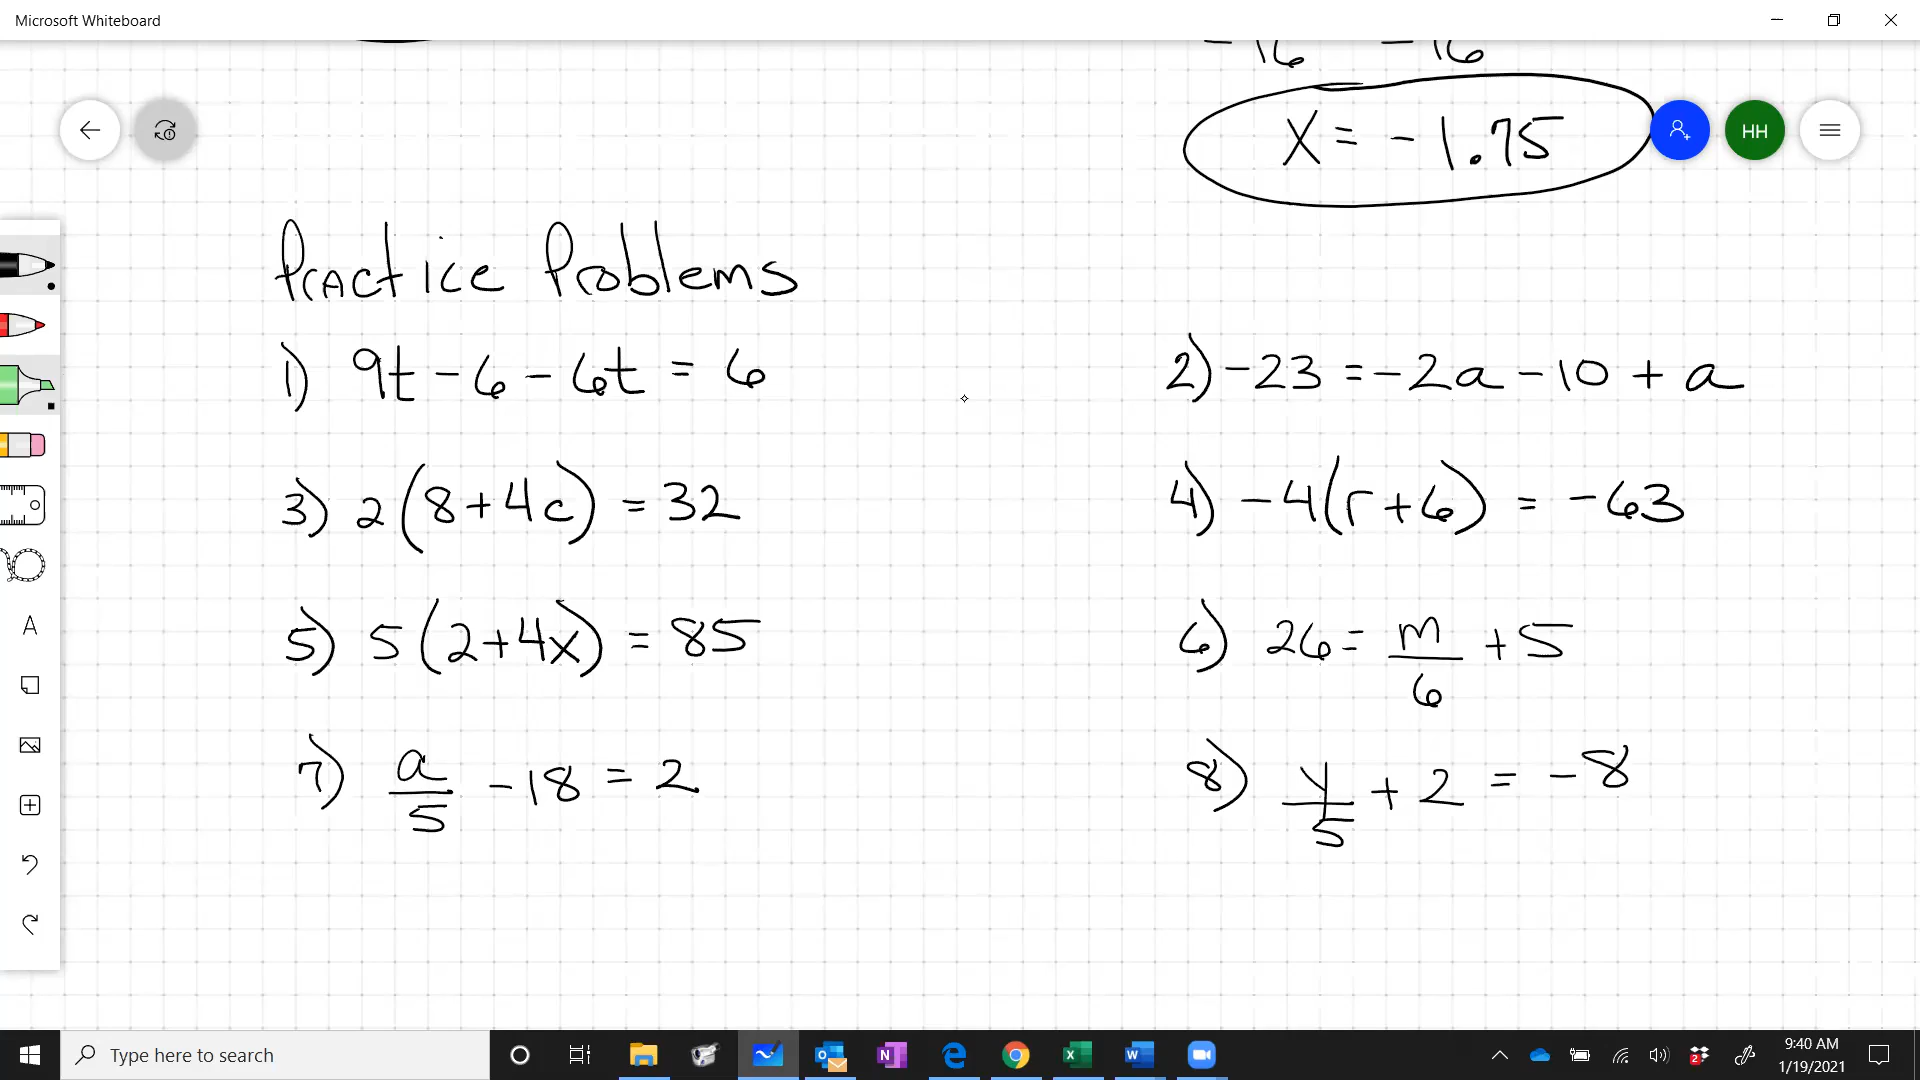 Microsoft Whiteboard
-16 -16
X = -1.75
HH
Practice Problems
1) 9t - 6 - 6t = 6
2) -23 = -2a - 10 + a
3) 2(8+4c) = 32
4) -4(r+6) = -63
5) 5(2+4x) = 85
6) 26 = m/6 + 5
7) a/5 - 18 = 2
8) y/5 + 2 = -8
Type here to search
9:40 AM
1/19/2021